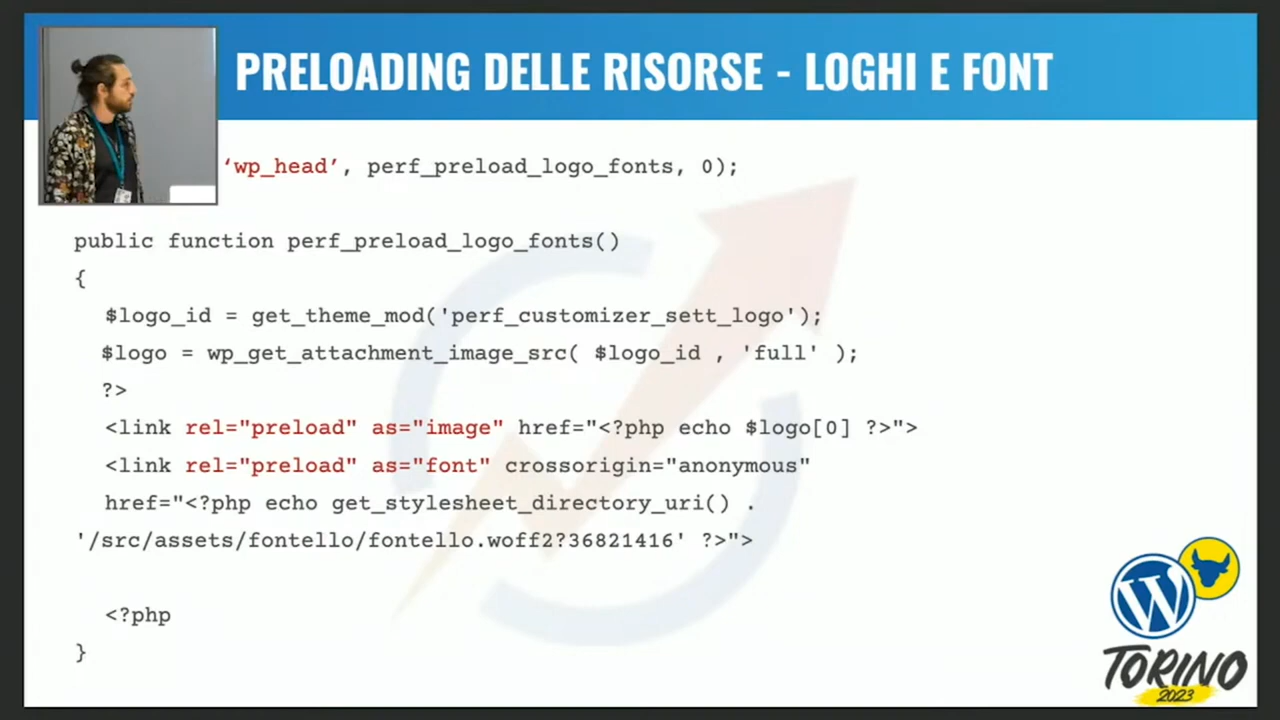 PRELOADING DELLE RISORSE - LOGHI E FONT
‘wp_head’, perf_preload_logo_fonts, 0);
public function perf_preload_logo_fonts()
{
$logo_id = get_theme_mod('perf_customizer_sett_logo');
$logo = wp_get_attachment_image_src( $logo_id , 'full' );
?>
<link rel="preload" as="image" href="<?php echo $logo[0] ?>">
<link rel="preload" as="font" crossorigin="anonymous"
href="<?php echo get_stylesheet_directory_uri() .
'/src/assets/fontello/fontello.woff2?36821416' ?>">
<?php
}
W
TORINO
2023